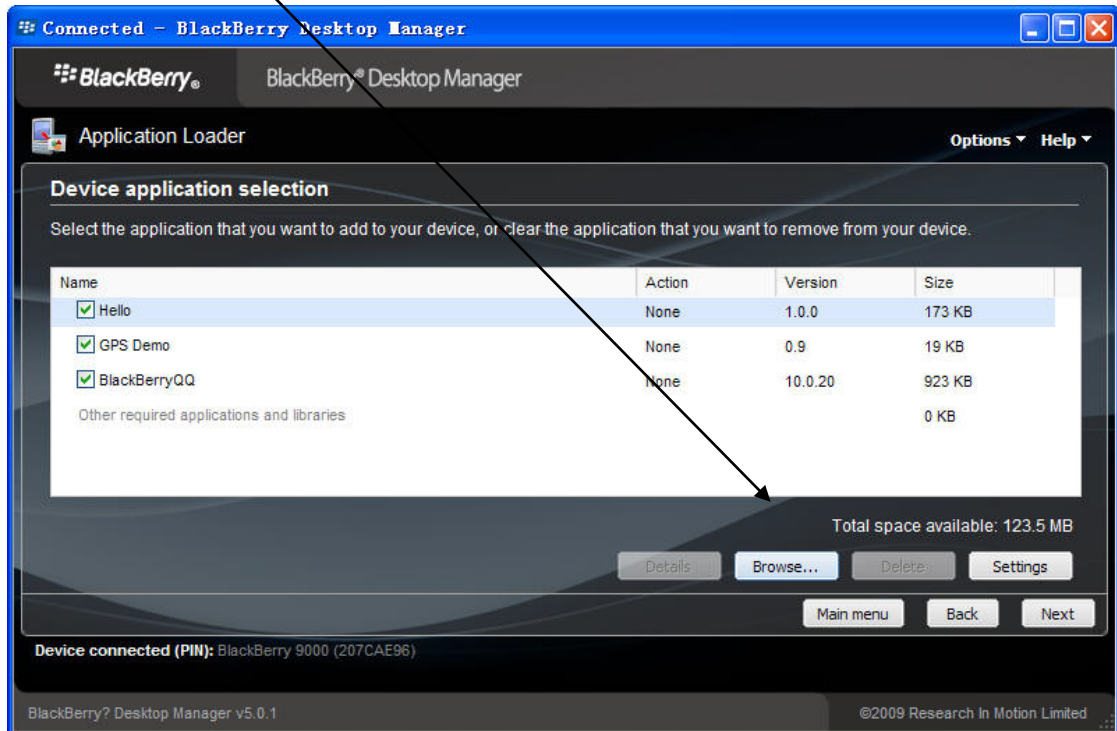 Connected - BlackBerry Desktop Manager
BlackBerry® BlackBerry® Desktop Manager
Application Loader Options Help
Device application selection
Select the application that you want to add to your device, or clear the application that you want to remove from your device.
Name Action Version Size
Hello None 1.0.0 173 KB
GPS Demo None 0.9 19 KB
BlackBerryQQ None 10.0.20 923 KB
Other required applications and libraries 0 KB
Total space available: 123.5 MB
Details Browse... Delete Settings
Main menu Back Next
Device connected (PIN): BlackBerry 9000 (207CAE96)
BlackBerry? Desktop Manager v5.0.1 ©2009 Research In Motion Limited